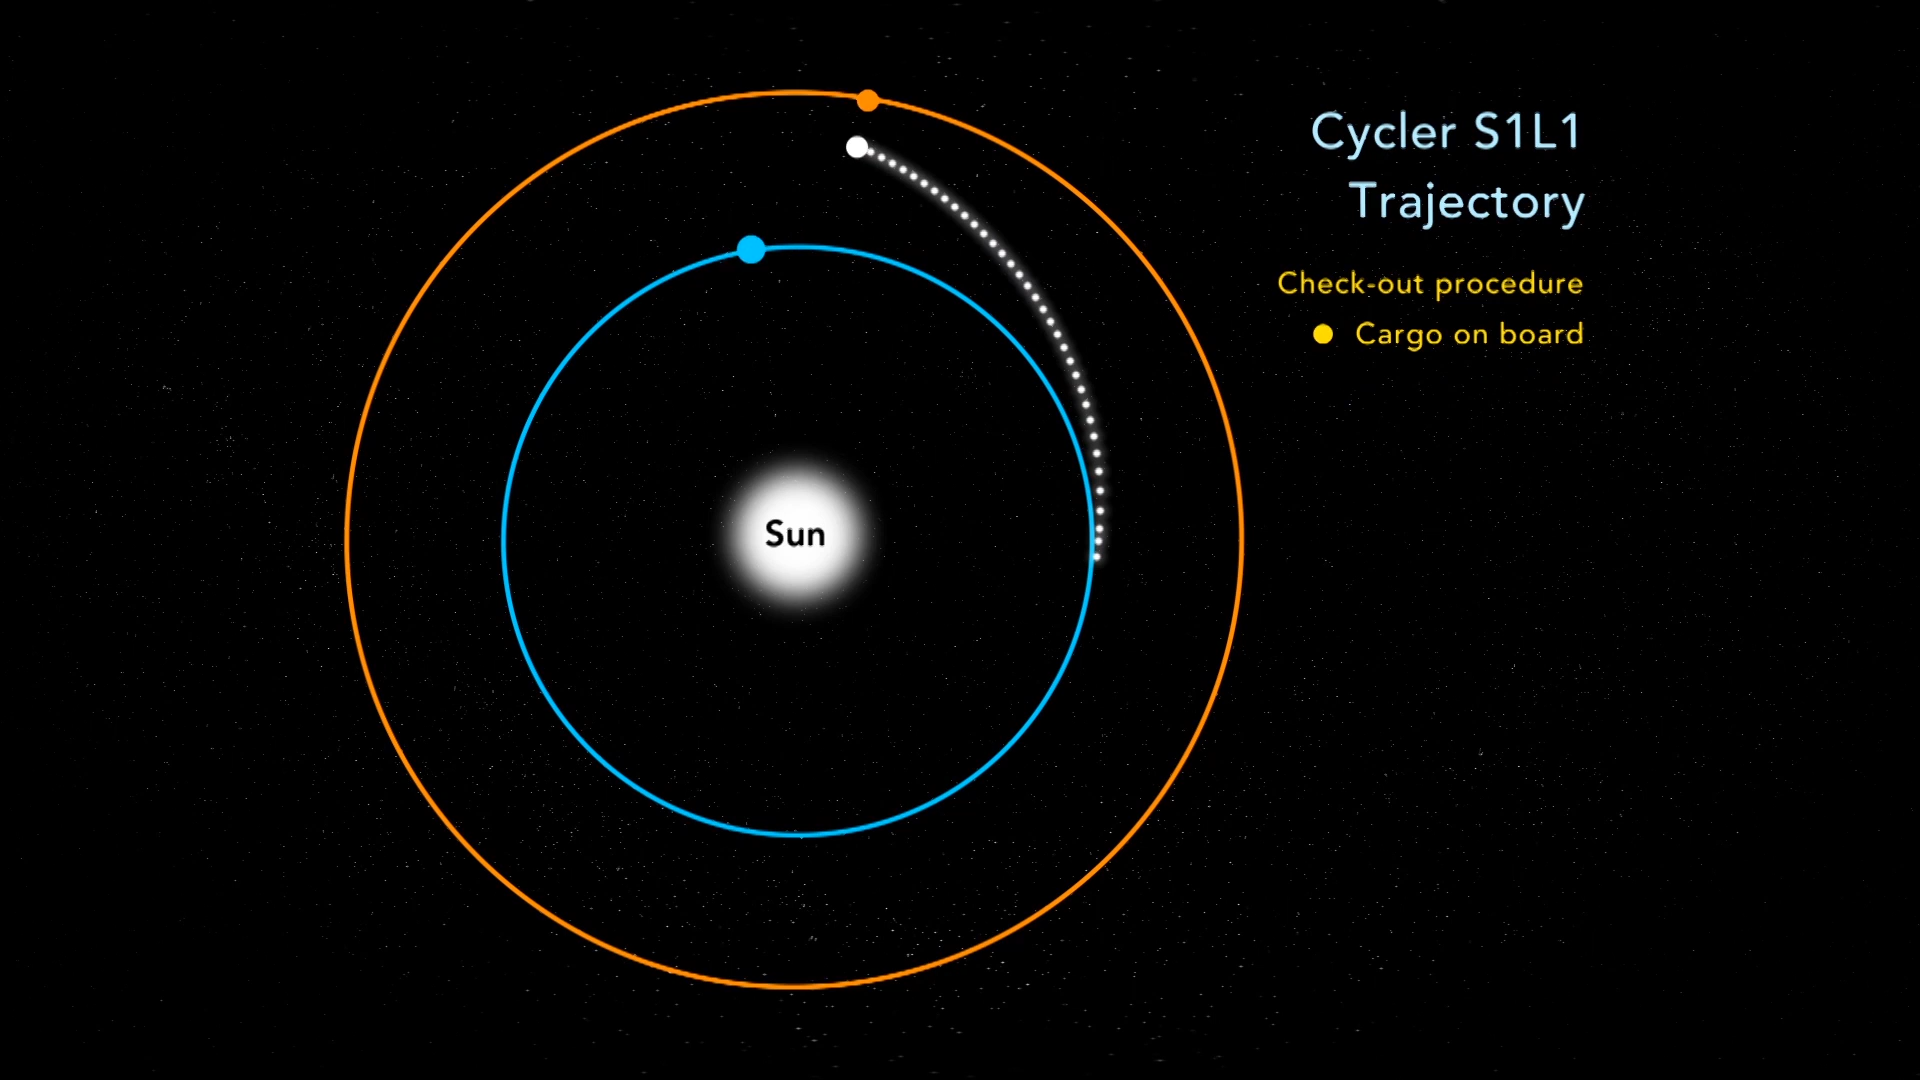 Cycler S1L1
Trajectory
Check-out procedure
Cargo on board
Sun